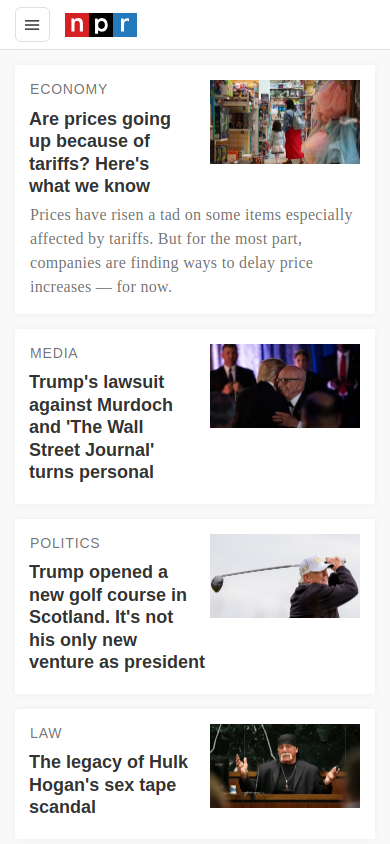 npr
ECONOMY
Are prices going
up because of
tariffs? Here's
what we know
Prices have risen a tad on some items especially
affected by tariffs. But for the most part,
companies are finding ways to delay price
increases — for now.
MEDIA
Trump's lawsuit
against Murdoch
and 'The Wall
Street Journal'
turns personal
POLITICS
Trump opened a
new golf course in
Scotland. It's not
his only new
venture as president
LAW
The legacy of Hulk
Hogan's sex tape
scandal